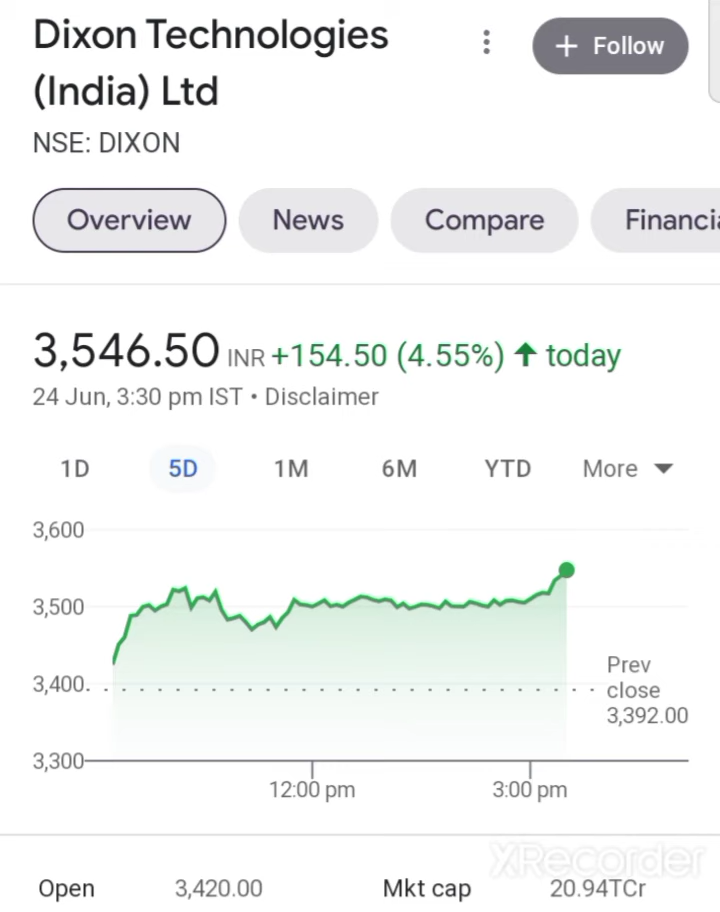 Dixon Technologies
(India) Ltd
NSE: DIXON
+ Follow
Overview News Compare Financia
3,546.50 INR +154.50 (4.55%) ↑ today
24 Jun, 3:30 pm IST • Disclaimer
1D 5D 1M 6M YTD More
3,600
3,500
3,400
3,300
Prev
close
3,392.00
12:00 pm 3:00 pm
XRecorder
Open 3,420.00 Mkt cap 20.94TCr